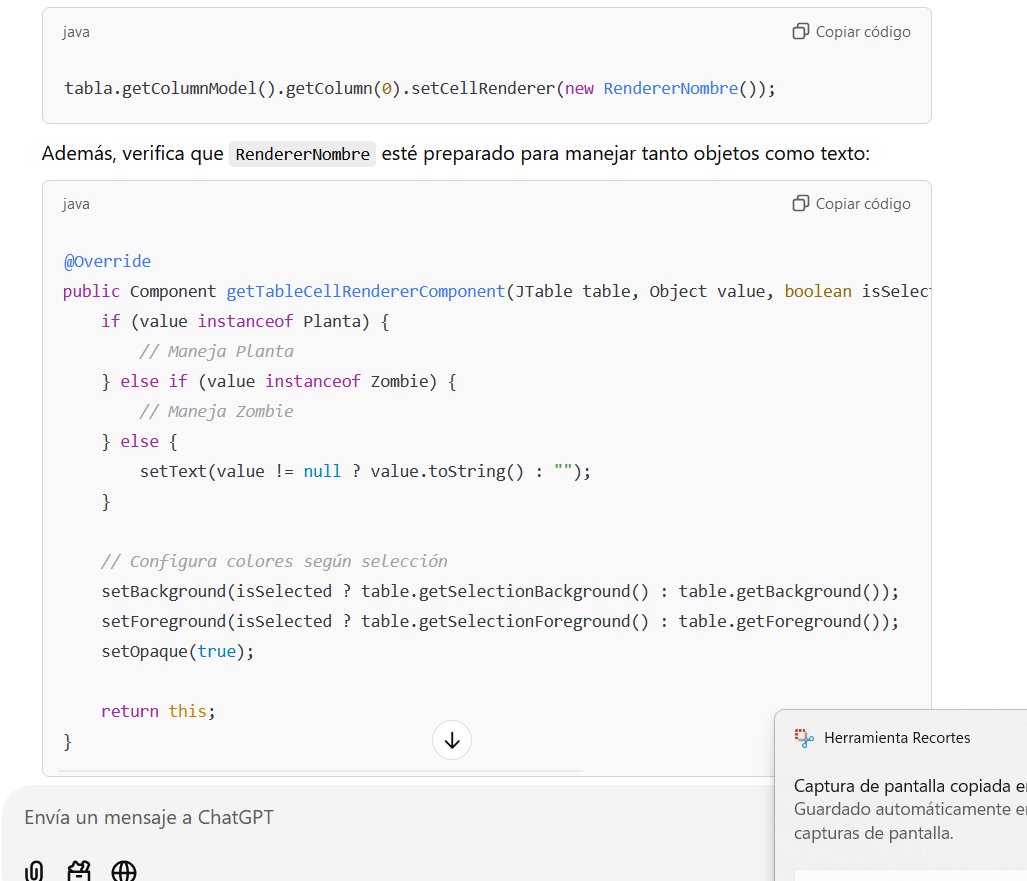 java
Copiar código
tabla.getColumnModel().getColumn(0).setCellRenderer(new RendererNombre());
Además, verifica que RendererNombre esté preparado para manejar tanto objetos como texto:
java
Copiar código
@Override
public Component getTableCellRendererComponent(JTable table, Object value, boolean isSelec
if (value instanceof Planta) {
// Maneja Planta
} else if (value instanceof Zombie) {
// Maneja Zombie
} else {
setText(value != null ? value.toString() : "");
}
// Configura colores según selección
setBackground(isSelected ? table.getSelectionBackground() : table.getBackground());
setForeground(isSelected ? table.getSelectionForeground() : table.getForeground());
setOpaque(true);
return this;
}
Herramienta Recortes
Captura de pantalla copiada
Guardado automáticamente
capturas de pantalla.
Envía un mensaje a ChatGPT